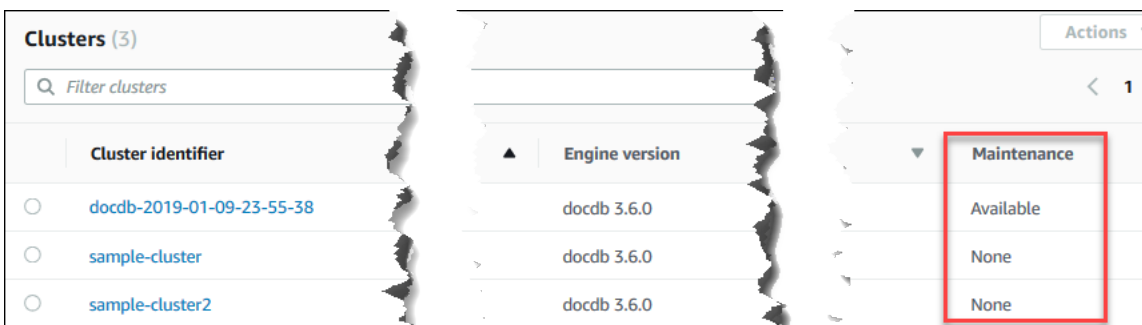 Clusters (3)
Actions
Filter clusters
1
Cluster identifier Engine version Maintenance
docdb-2019-01-09-23-55-38 docdb 3.6.0 Available
sample-cluster docdb 3.6.0 None
sample-cluster2 docdb 3.6.0 None